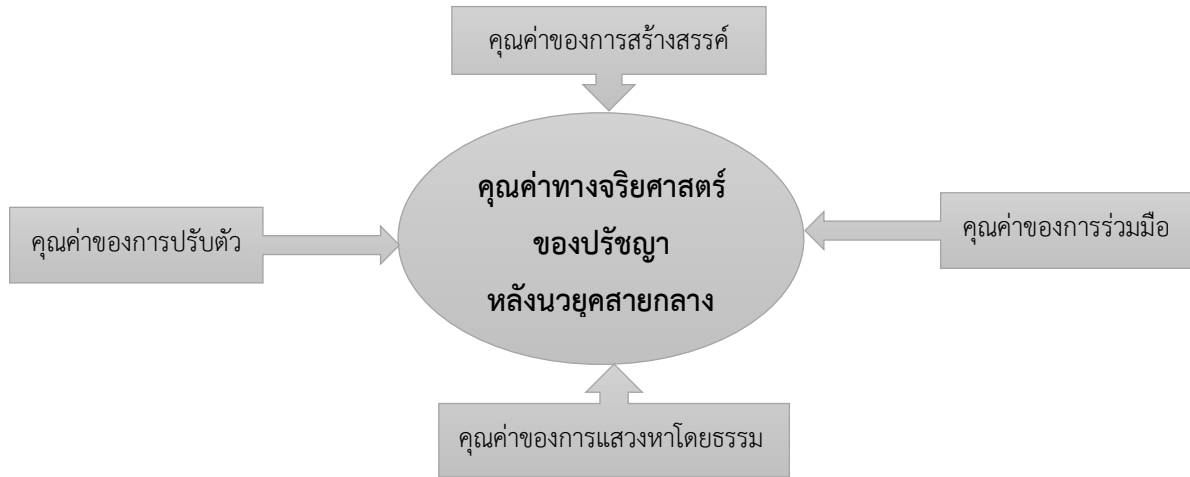 คุณค่าของการสร้างสรรค์
คุณค่าทางจริยศาสตร์
ของปรัชญา
หลังนวยุคสายกลาง
คุณค่าของการปรับตัว
คุณค่าของการร่วมมือ
คุณค่าของการแสวงหาโดยธรรม